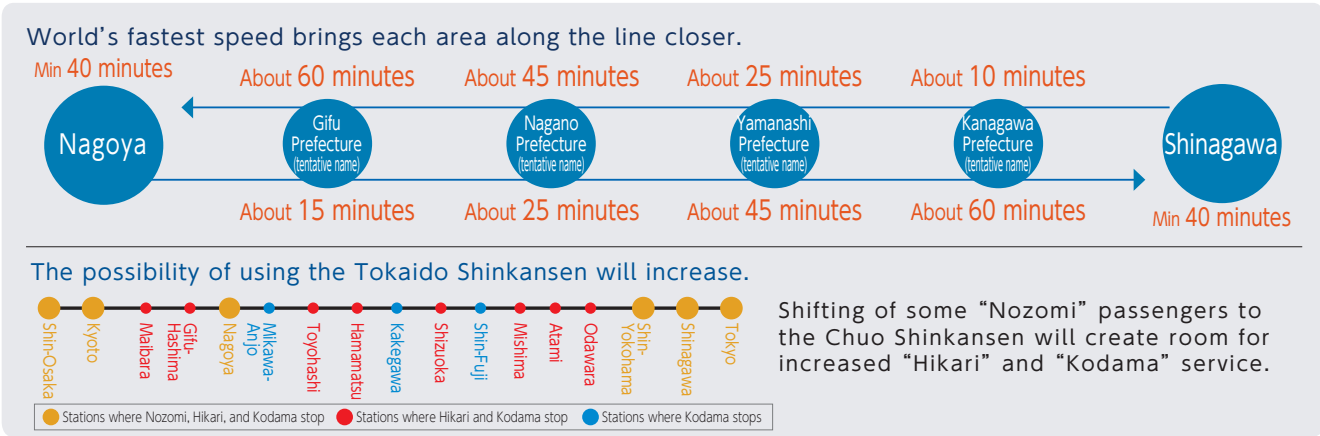 World’s fastest speed brings each area along the line closer.
Min 40 minutes
About 60 minutes
About 45 minutes
About 25 minutes
About 10 minutes
Nagoya
Gifu
Prefecture
(tentative name)
Nagano
Prefecture
(tentative name)
Yamanashi
Prefecture
(tentative name)
Kanagawa
Prefecture
(tentative name)
Shinagawa
About 15 minutes
About 25 minutes
About 45 minutes
About 60 minutes
Min 40 minutes
The possibility of using the Tokaido Shinkansen will increase.
Shin-Osaka
Kyoto
Maibara
Gifu-
Hashima
Nagoya
Mikawa-
Anjo
Toyohashi
Hamamatsu
Kakegawa
Shizuoka
Shin-Fuji
Mishima
Atami
Odawara
Shin-
Yokohama
Shinagawa
Tokyo
Shifting of some “Nozomi” passengers to
the Chuo Shinkansen will create room for
increased “Hikari” and “Kodama” service.
Stations where Nozomi, Hikari, and Kodama stop
Stations where Hikari and Kodama stop
Stations where Kodama stops